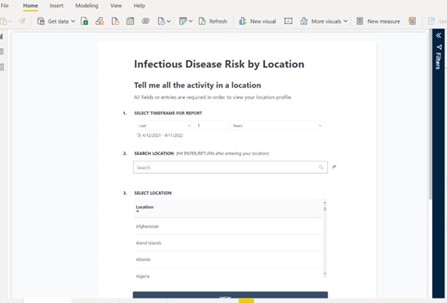 File Home Insert Modeling View Help
Get data Refresh New visual More visuals New measure
Filters
Infectious Disease Risk by Location
Tell me all the activity in a location
All fields or entries are required in order to view your location profile
1. SELECT TIMEFRAME FOR REPORT
Last Years
4/12/2021 - 4/11/2022
2. SEARCH LOCATION (Hit ENTER/RETURN after entering your location)
Search
3. SELECT LOCATION
Location
Afghanistan
Aland Islands
Albania
Algeria